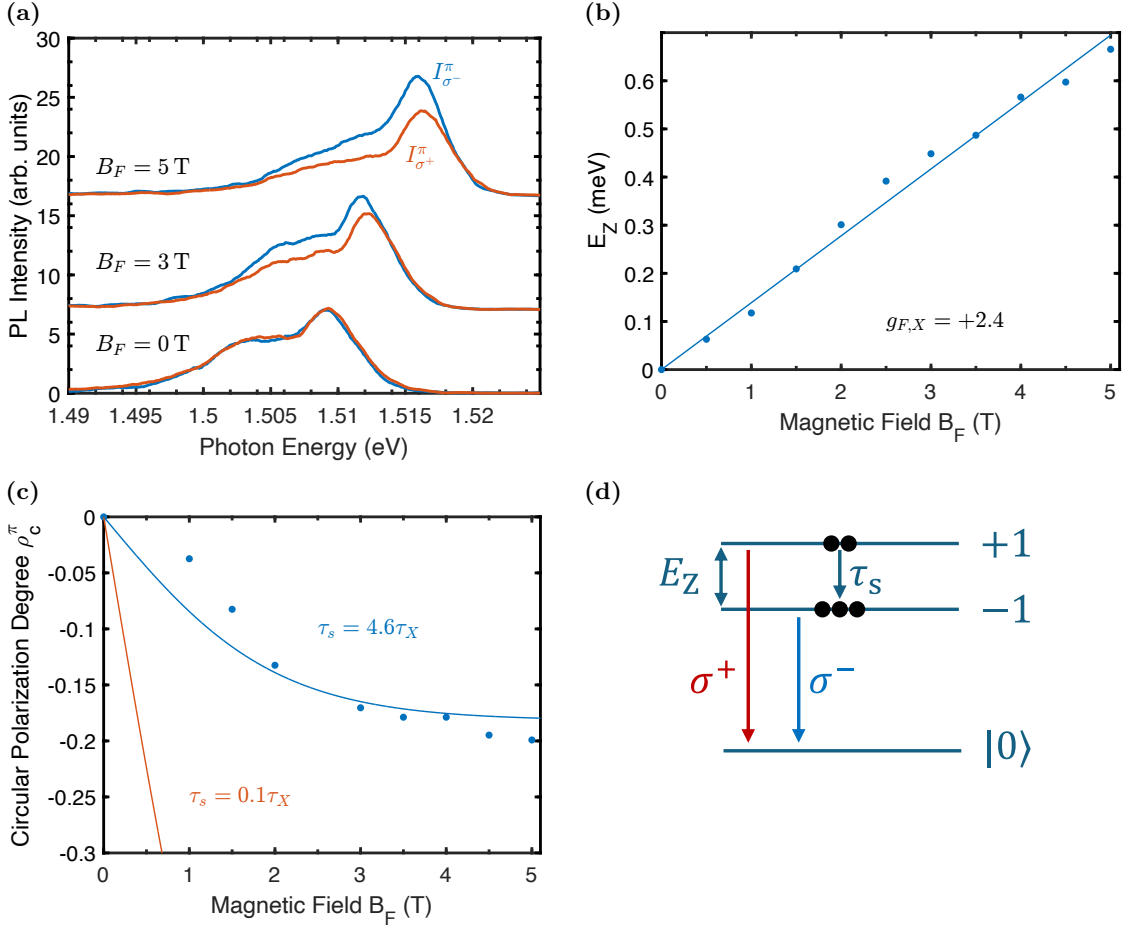 (a)
PL Intensity (arb. units)
30
25
20
15
10
5
0
I^π_σ−
I^π_σ+
B_F = 5 T
B_F = 3 T
B_F = 0 T
1.49 1.495 1.5 1.505 1.51 1.515 1.52
Photon Energy (eV)
(b)
E_Z (meV)
0.6
0.5
0.4
0.3
0.2
0.1
0
g_F,X = +2.4
0 1 2 3 4 5
Magnetic Field B_F (T)
(c)
Circular Polarization Degree ρ_c^π
0
-0.05
-0.1
-0.15
-0.2
-0.25
-0.3
τ_s = 4.6τ_X
τ_s = 0.1τ_X
0 1 2 3 4 5
Magnetic Field B_F (T)
(d)
+1
E_Z
τ_s
−1
σ⁺
σ⁻
|0⟩